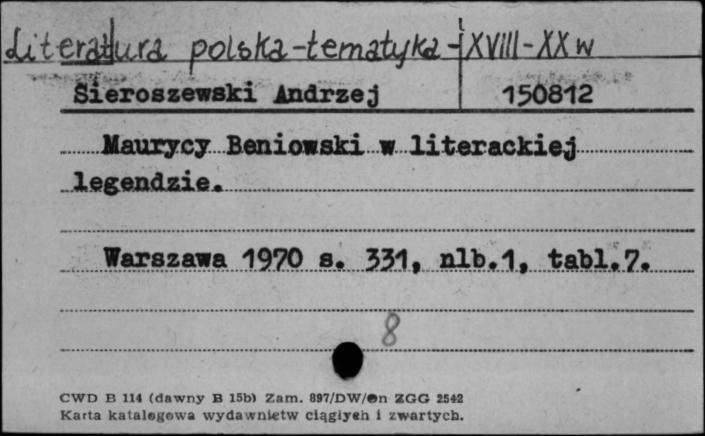 Literatura polska-tematyka-XVIII-XX w
Sieroszewski Andrzej 150812
Maurycy Beniowski w literackiej
legendzie.
Warszawa 1970 s. 331, nlb.1, tabl.7.
8
CWD B 114 (dawny B 15b) Zam. 897/DW/en ZGG 2542
Karta katalogowa wydawnictw ciągłych i zwartych.